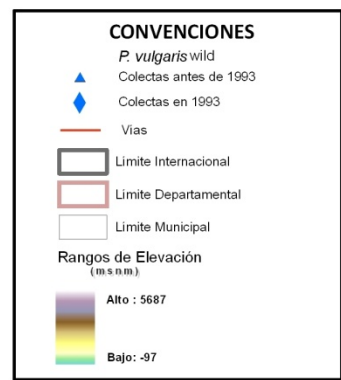 CONVENCIONES
P. vulgaris wild
Colectas antes de 1993
Colectas en 1993
Vias
Limite Internacional
Limite Departamental
Limite Municipal
Rangos de Elevación
(m s n m)
Alto : 5687
Bajo: -97